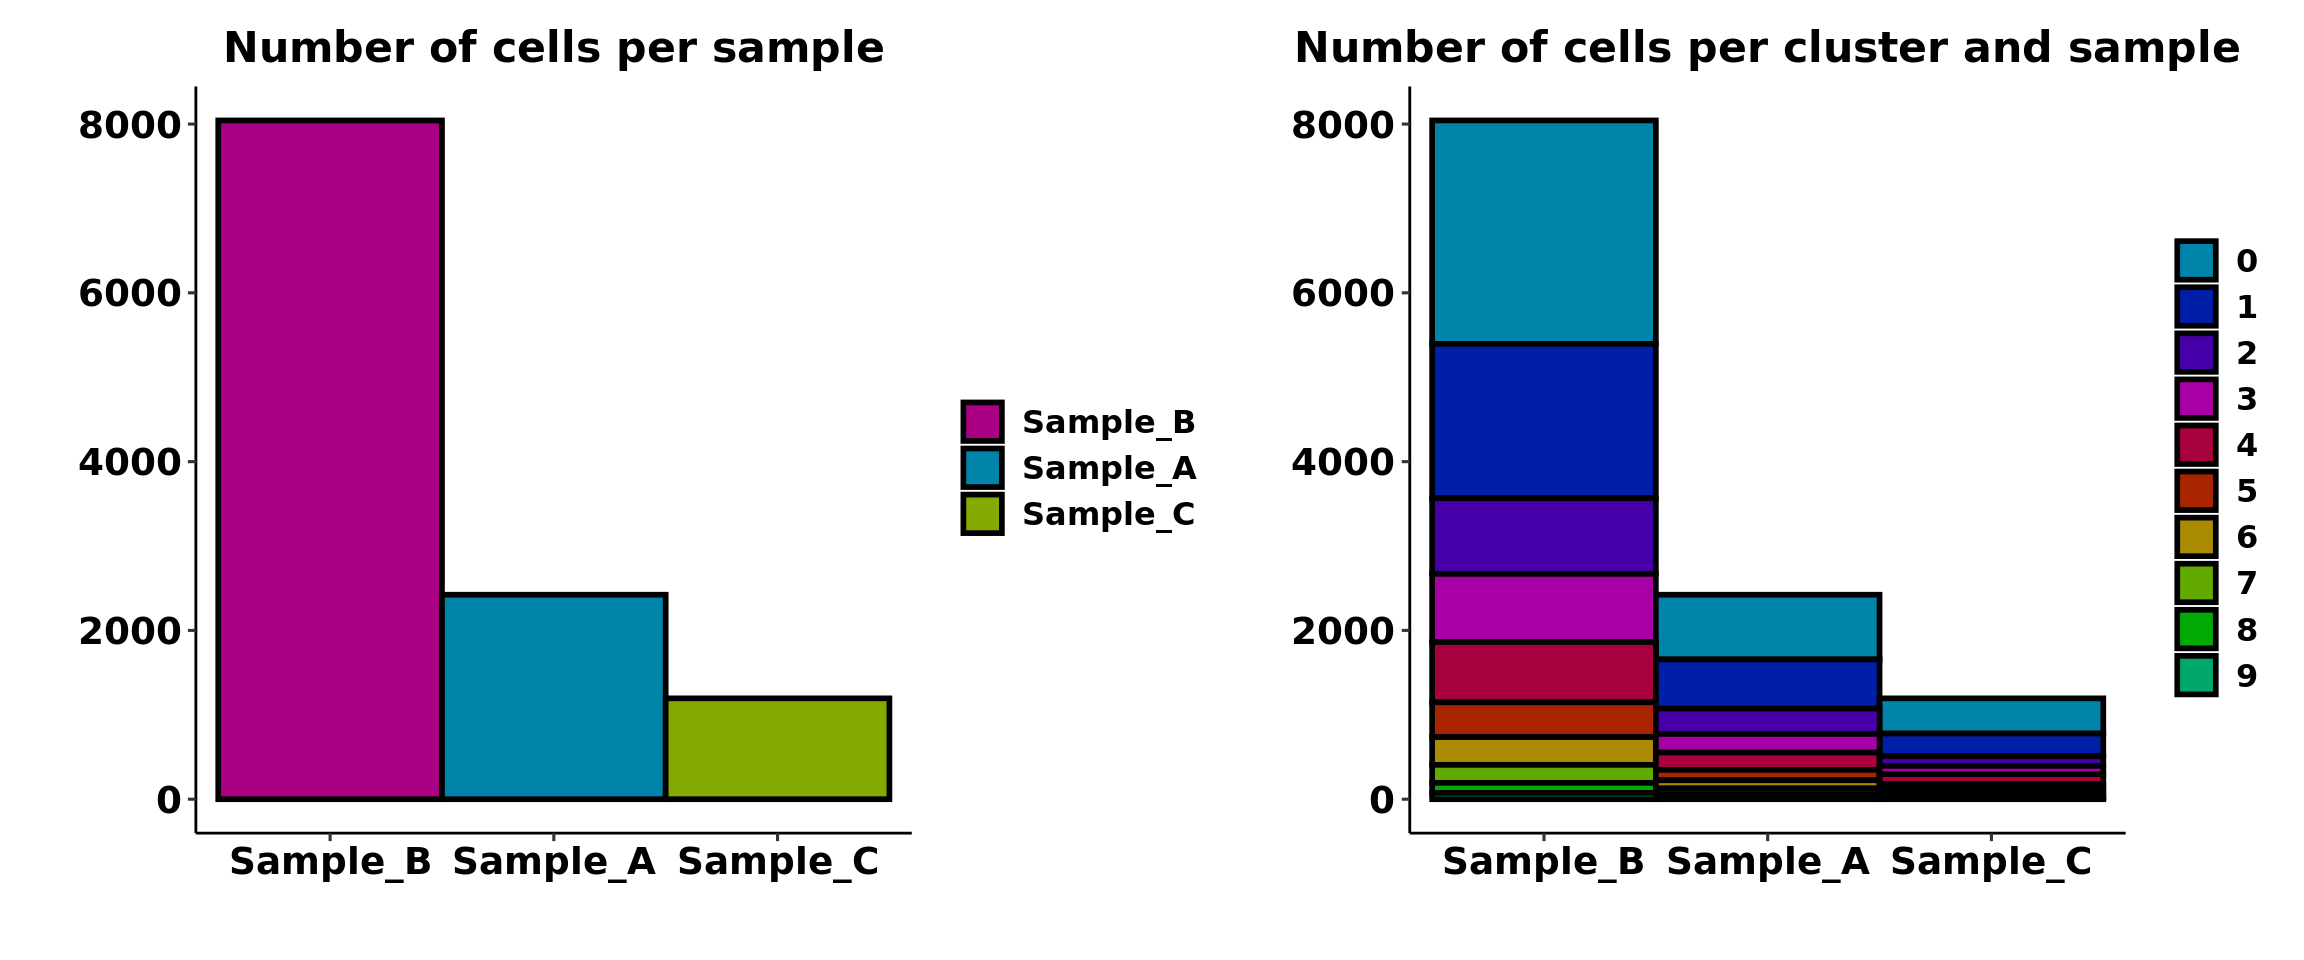 Number of cells per sample
8000
6000
4000
2000
0
Sample_B Sample_A Sample_C
Sample_B
Sample_A
Sample_C
Number of cells per cluster and sample
8000
6000
4000
2000
0
Sample_B Sample_A Sample_C
0
1
2
3
4
5
6
7
8
9